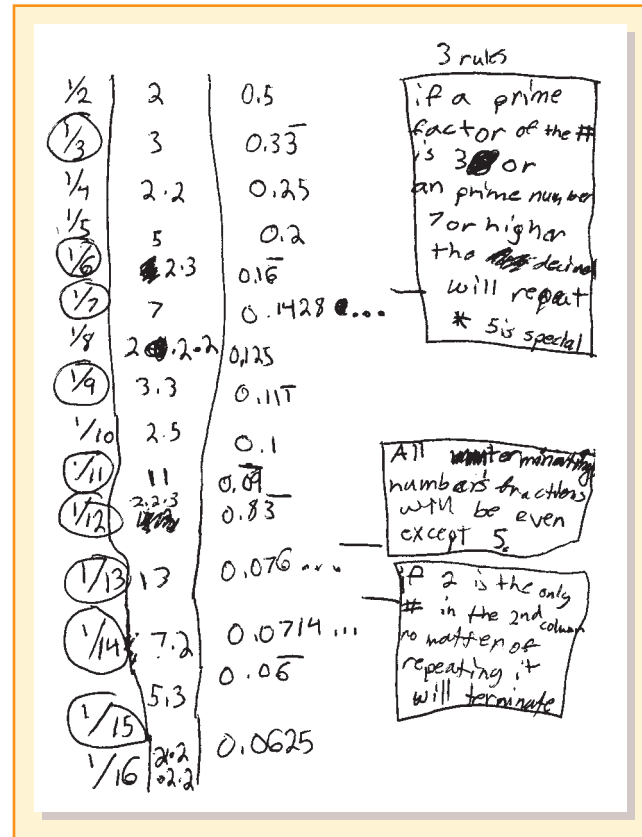 3 rules
1/2 2 0.5
1/3 3 0.33̅
1/4 2·2 0.25
1/5 5 0.2
1/6 2·3 0.16̅
1/7 7 0.1428...
1/8 2·2·2 0.125
1/9 3·3 0.111̅
1/10 2·5 0.1
1/11 11 0.0̅9̅
1/12 2·2·3 0.83̅
1/13 13 0.076...
1/14 7·2 0.0714...
1/15 5·3 0.06̅
1/16 2·2·2·2 0.0625
if a prime
factor of the #
is 3 or
an prime number
7 or higher
the decimal
will repeat
* 5 is special
All terminating
numbers fractions
will be even
except 5.
if 2 is the only
# in the 2nd column
no matter of
repeating it
will terminate